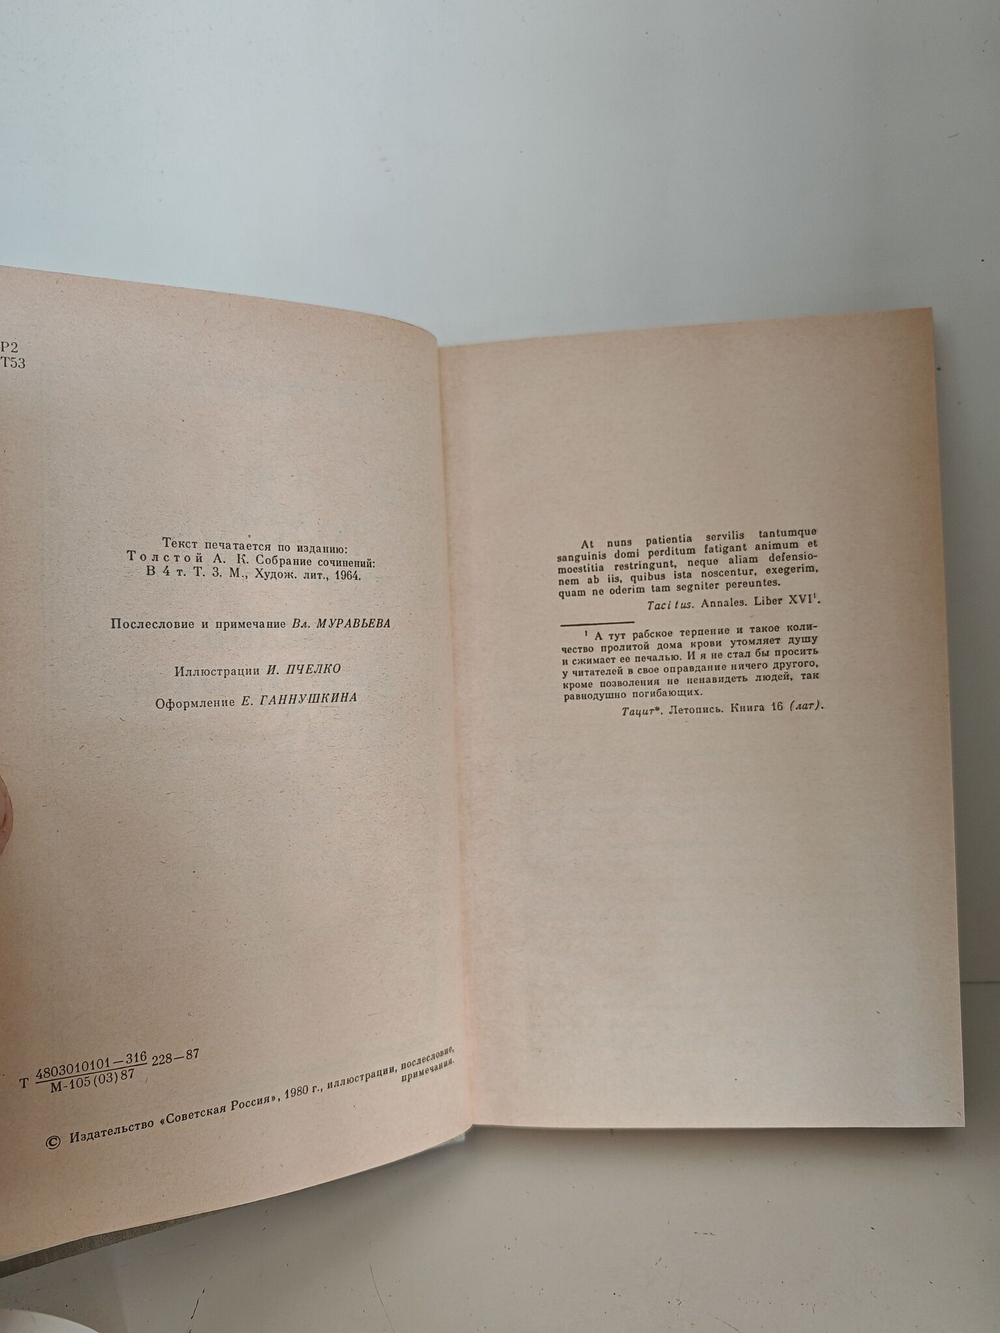 Р2
Т53
Текст печатается по изданию:
Толстой А. К. Собрание сочинений:
В 4 т. Т. 3. М., Худож. лит., 1964.
Послесловие и примечание Вл. МУРАВЬЕВА
Иллюстрации И. ПЧЕЛКО
Оформление Е. ГАННУШКИНА
Т 4803010101—316 228—87
М-105(03)87
© Издательство «Советская Россия», 1980 г., иллюстрации, послесловие,
примечания.
At nuns patientia servilis tantumque
sanguinis domi perditum fatigant animum et
moestitia restringunt, neque aliam defensio-
nem ab iis, quibus ista noscentur, exegerim,
quam ne oderim tam segniter pereuntes.
Tacitus. Annales. Liber XVI¹.
¹ А тут рабское терпение и такое коли-
чество пролитой дома крови утомляет душу
и сжимает ее печалью. И я не стал бы просить
у читателей в свое оправдание ничего другого,
кроме позволения не ненавидеть людей, так
равнодушно погибающих.
Тацит*. Летопись. Книга 16 (лат).